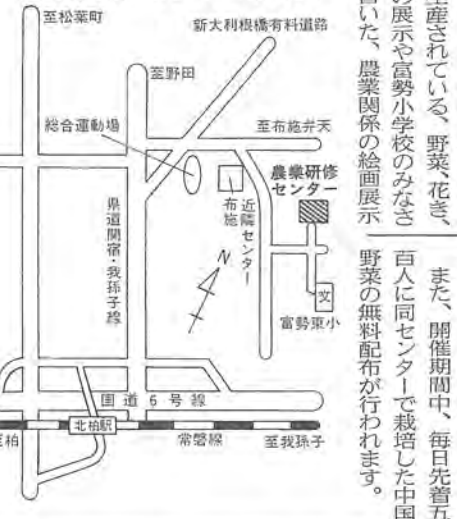 生産されている、野菜、花き、
の展示や富勢小学校のみなさ
書いた、農業関係の絵画展示
また、開催期間中、毎日先着五
百人に同センターで栽培した中国
野菜の無料配布が行われます。
至松葉町
新大利根橋有料道路
至野田
総合運動場
至布施弁天
農業研修
センター
近隣センター
布施
県道関宿・我孫子線
N
文
富勢東小
国道6号線
北柏駅
常磐線
至我孫子
至柏